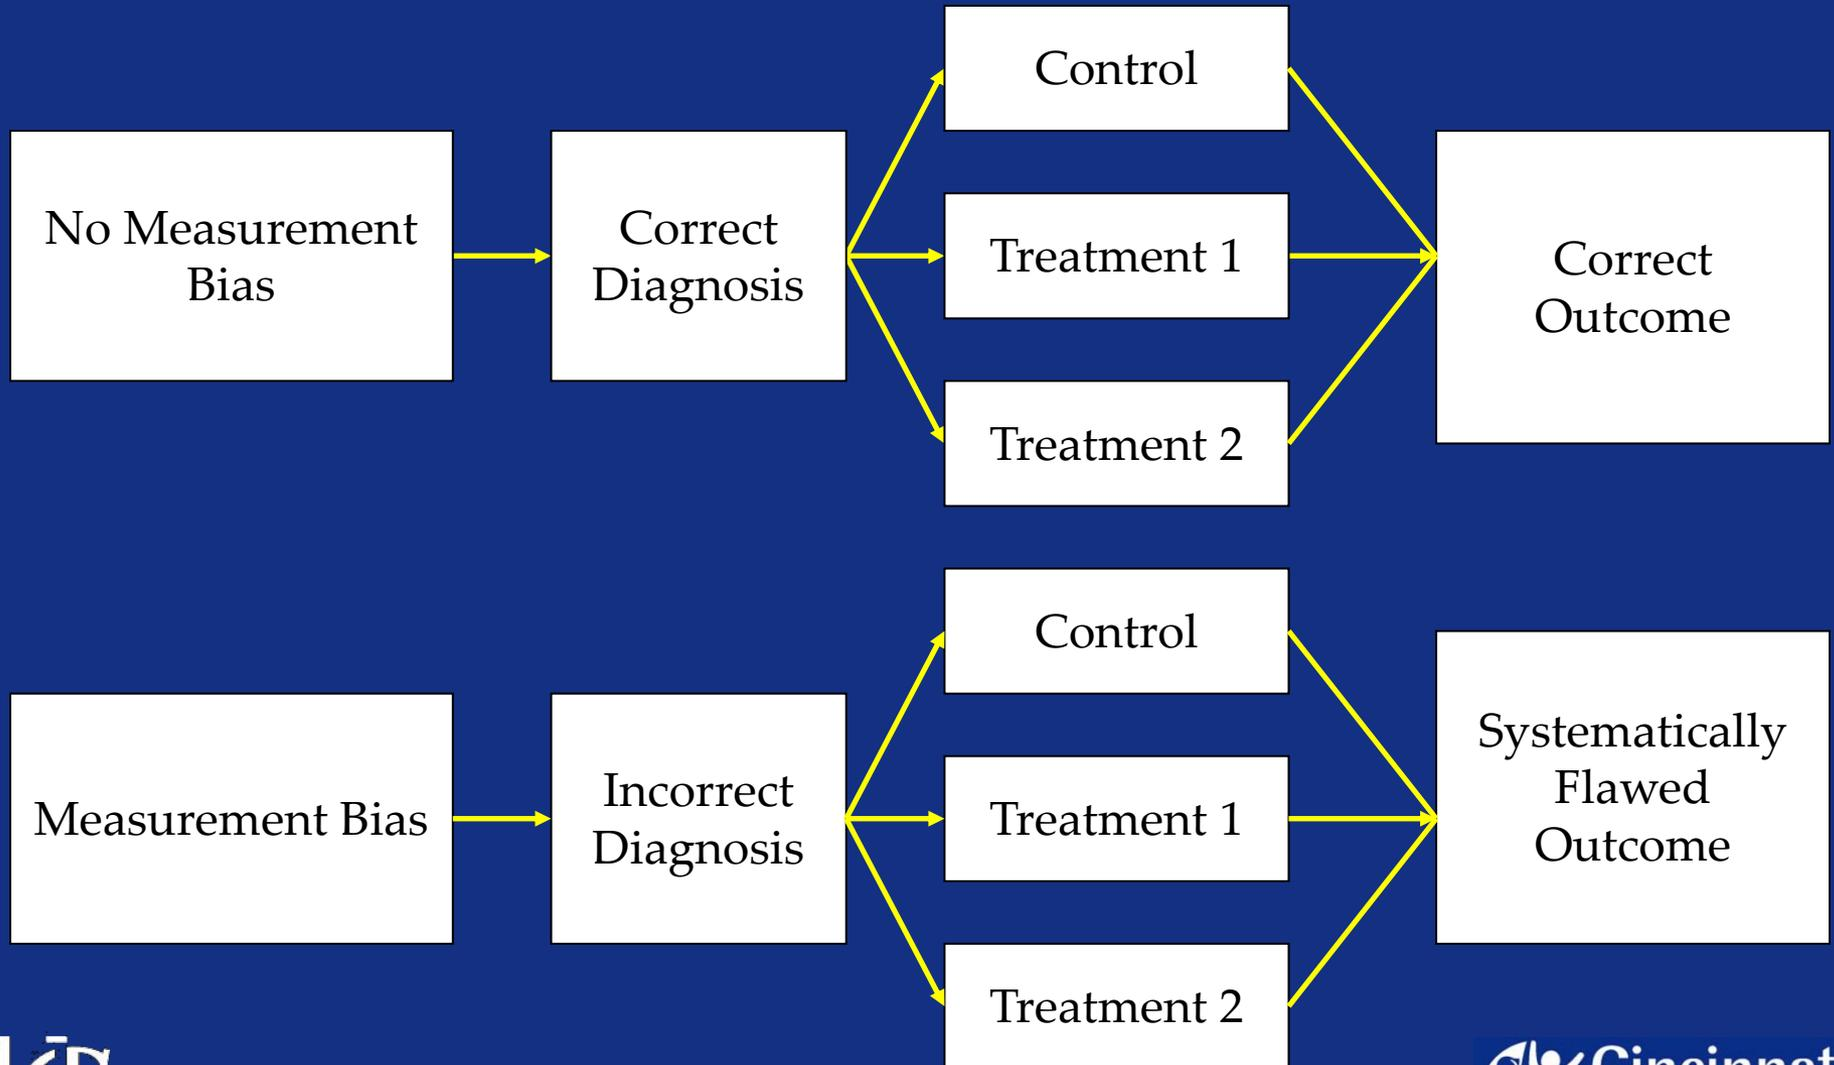 Control
No Measurement
Bias
Correct
Diagnosis
Treatment 1
Correct
Outcome
Treatment 2
Control
Measurement Bias
Incorrect
Diagnosis
Treatment 1
Systematically
Flawed
Outcome
Treatment 2